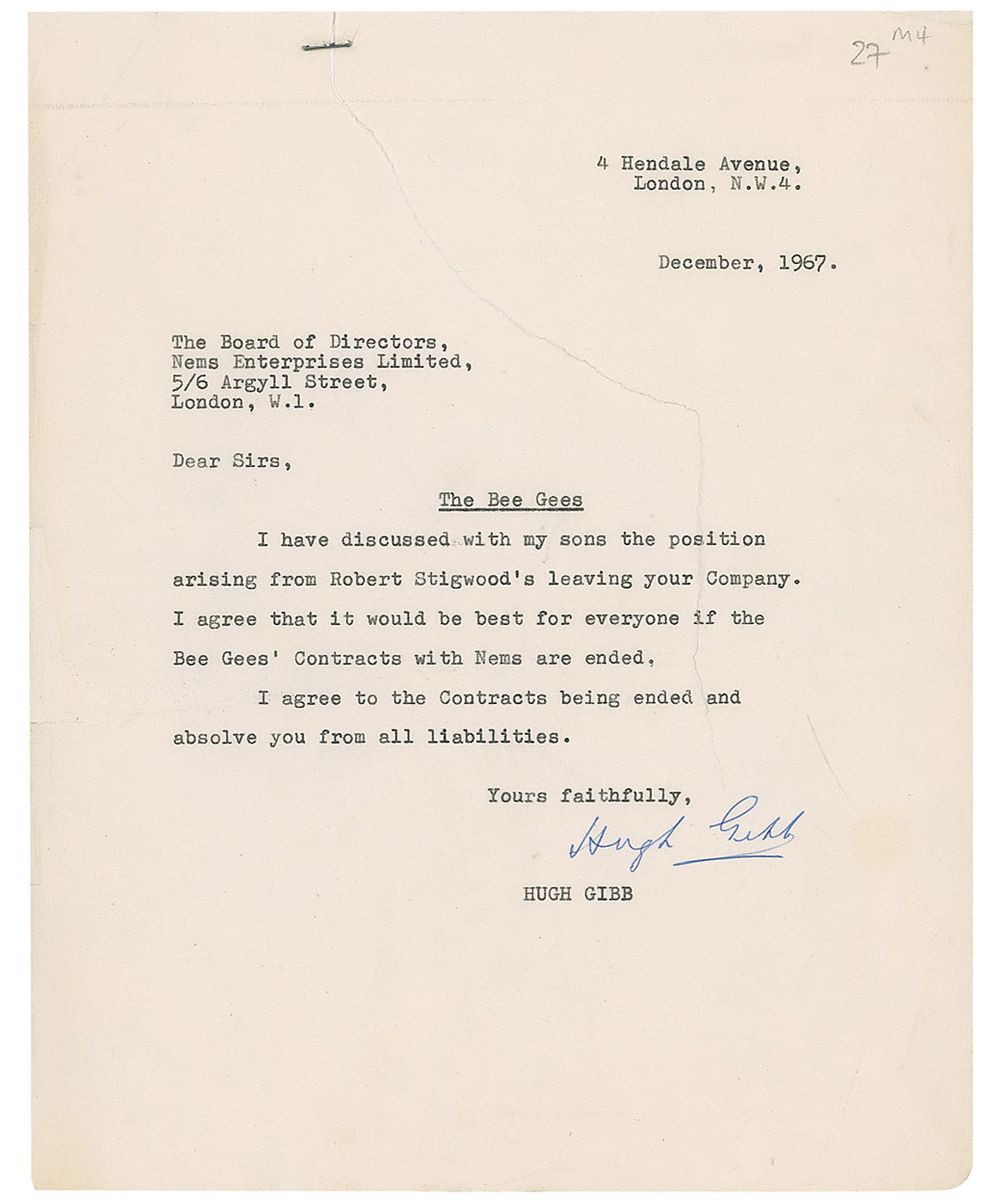 27 M4
4 Hendale Avenue,
London, N.W.4.
December, 1967.
The Board of Directors,
Nems Enterprises Limited,
5/6 Argyll Street,
London, W.1.
Dear Sirs,
The Bee Gees
I have discussed with my sons the position
arising from Robert Stigwood's leaving your Company.
I agree that it would be best for everyone if the
Bee Gees' Contracts with Nems are ended.
I agree to the Contracts being ended and
absolve you from all liabilities.
Yours faithfully,
Hugh Gibb
HUGH GIBB